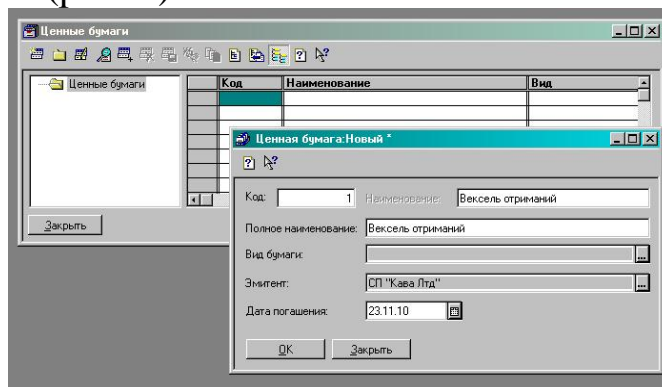 Ценные бумаги
Ценные бумаги
Код Наименование Вид
Ценная бумага:Новый *
Код: 1 Наименование: Вексель отриманий
Полное наименование: Вексель отриманий
Вид бумаги: ...
Эмитент: СП "Кава Лтд" ...
Дата погашения: 23.11.10
OK Закрыть
Закрыть